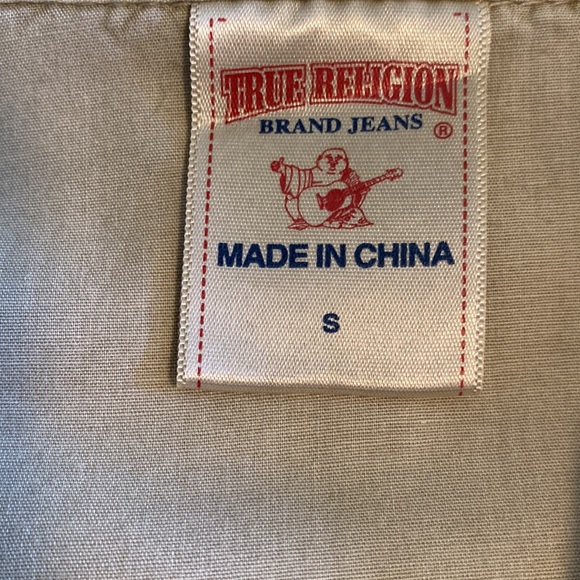 TRUE RELIGION
BRAND JEANS ®
MADE IN CHINA
S